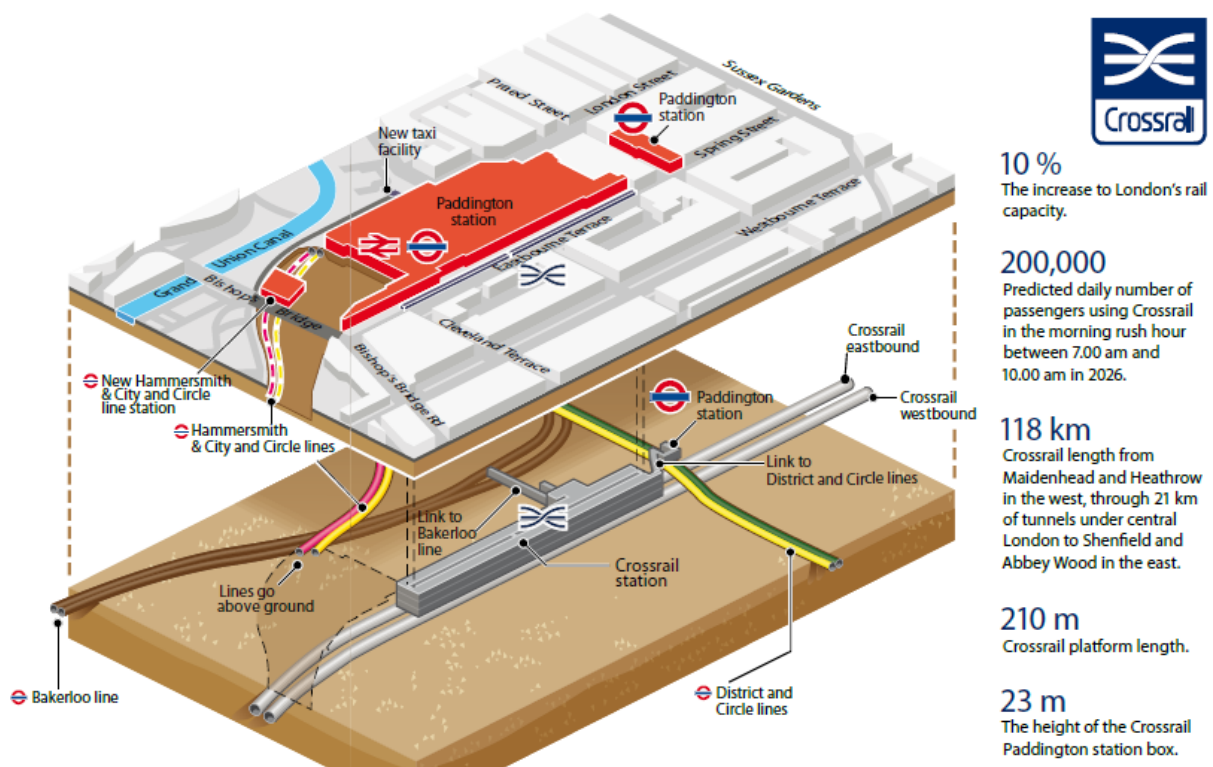 Sussex Gardens
Praed Street
London Street
Paddington
station
Spring Street
New taxi
facility
Paddington
station
Eastbourne Terrace
Westbourne Terrace
Grand Union Canal
Bishop's Bridge
Cleveland Terrace
Bishop's Bridge Rd
New Hammersmith
& City and Circle
line station
Hammersmith
& City and Circle lines
Crossrail
eastbound
Crossrail
westbound
Paddington
station
Link to
District and Circle lines
Link to
Bakerloo
line
Crossrail
station
Lines go
above ground
Bakerloo line
District and
Circle lines
Crossrail
10 %
The increase to London's rail
capacity.
200,000
Predicted daily number of
passengers using Crossrail
in the morning rush hour
between 7.00 am and
10.00 am in 2026.
118 km
Crossrail length from
Maidenhead and Heathrow
in the west, through 21 km
of tunnels under central
London to Shenfield and
Abbey Wood in the east.
210 m
Crossrail platform length.
23 m
The height of the Crossrail
Paddington station box.